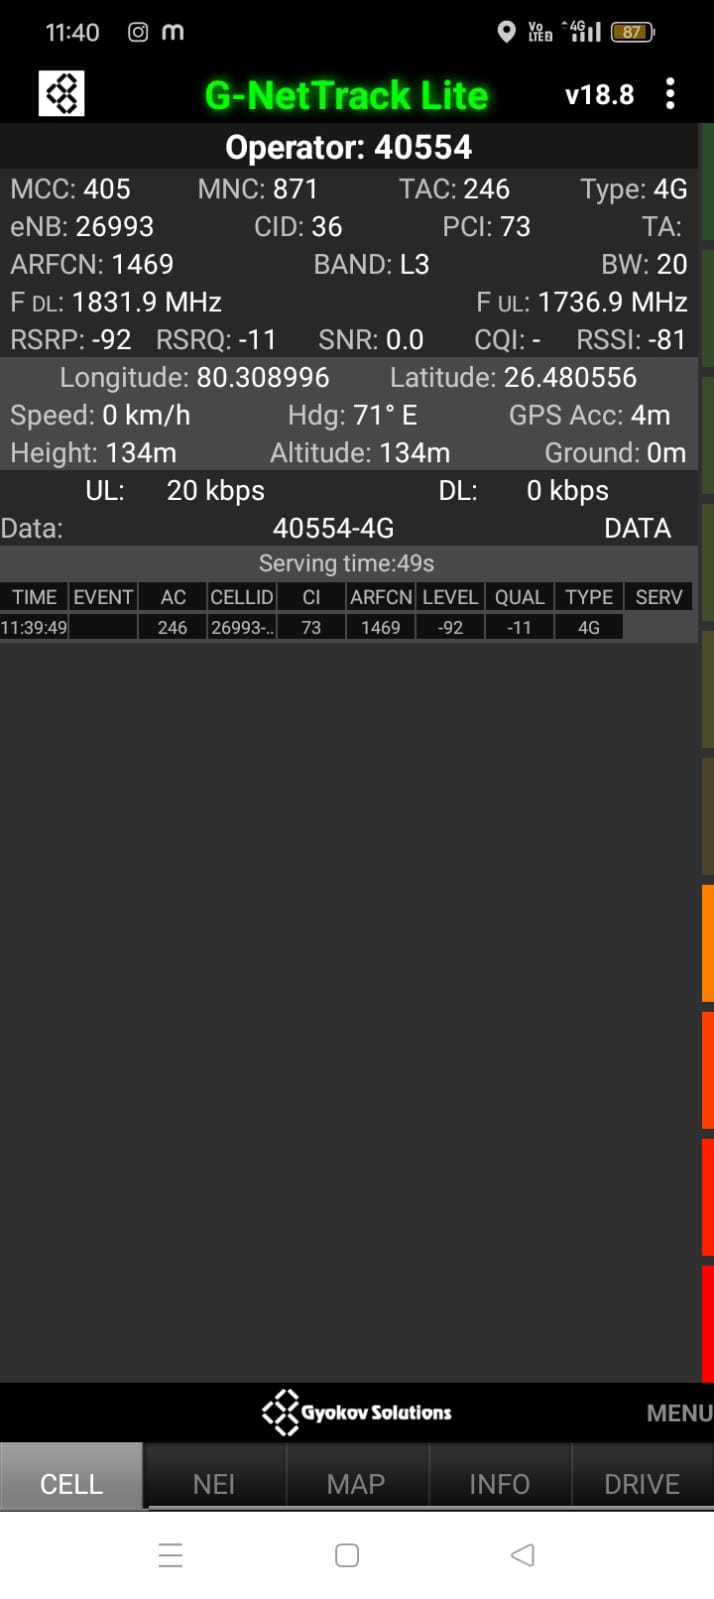 11:40 m Vo LTE2 4G 87
G-NetTrack Lite v18.8
Operator: 40554
MCC: 405 MNC: 871 TAC: 246 Type: 4G
eNB: 26993 CID: 36 PCI: 73 TA:
ARFCN: 1469 BAND: L3 BW: 20
F DL: 1831.9 MHz F UL: 1736.9 MHz
RSRP: -92 RSRQ: -11 SNR: 0.0 CQI: - RSSI: -81
Longitude: 80.308996 Latitude: 26.480556
Speed: 0 km/h Hdg: 71° E GPS Acc: 4m
Height: 134m Altitude: 134m Ground: 0m
UL: 20 kbps DL: 0 kbps
Data: 40554-4G DATA
Serving time:49s
TIME EVENT AC CELLID CI ARFCN LEVEL QUAL TYPE SERV
11:39:49 246 26993-.. 73 1469 -92 -11 4G
Gyokov Solutions MENU
CELL NEI MAP INFO DRIVE